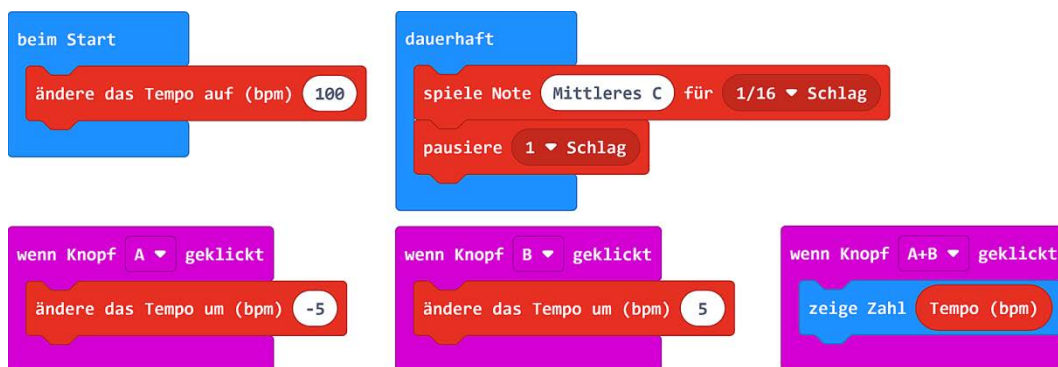 beim Start
ändere das Tempo auf (bpm) 100
dauerhaft
spiele Note Mittleres C für 1/16 Schlag
pausiere 1 Schlag
wenn Knopf A geklickt
ändere das Tempo um (bpm) -5
wenn Knopf B geklickt
ändere das Tempo um (bpm) 5
wenn Knopf A+B geklickt
zeige Zahl Tempo (bpm)